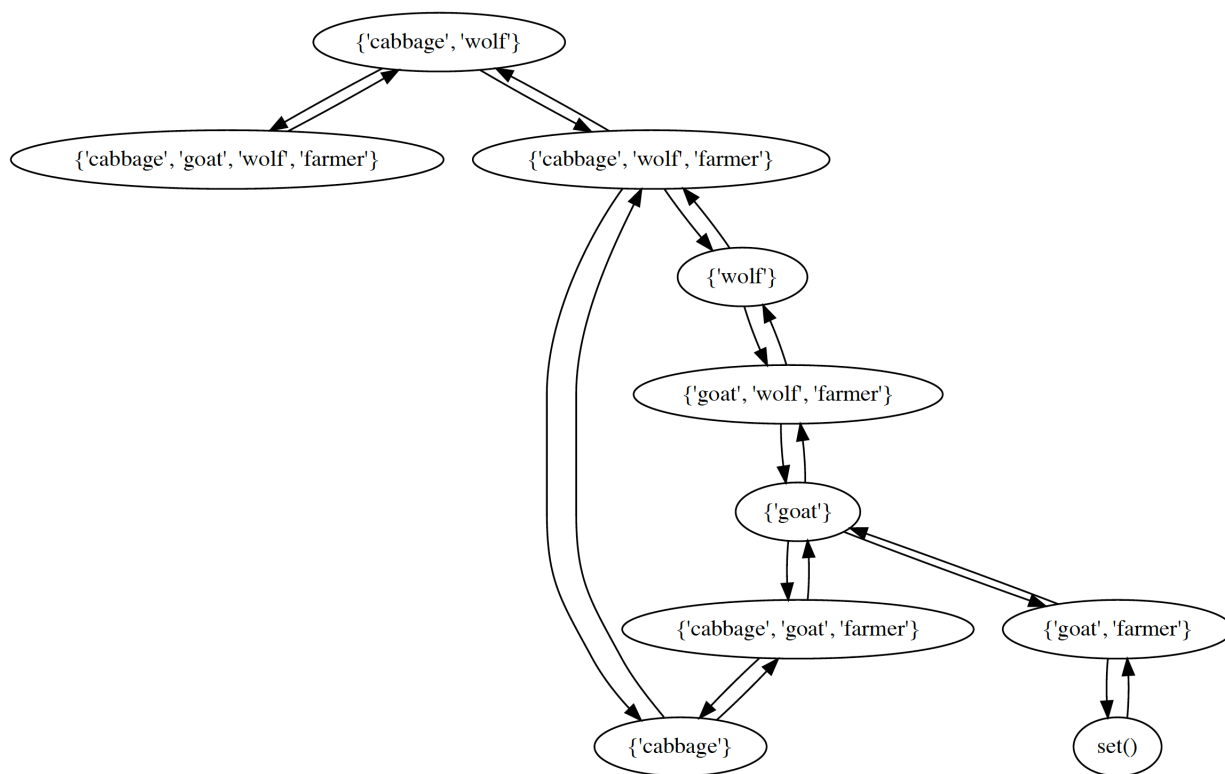 {'cabbage', 'wolf'}
{'cabbage', 'goat', 'wolf', 'farmer'}
{'cabbage', 'wolf', 'farmer'}
{'wolf'}
{'goat', 'wolf', 'farmer'}
{'goat'}
{'cabbage', 'goat', 'farmer'}
{'goat', 'farmer'}
{'cabbage'}
set()